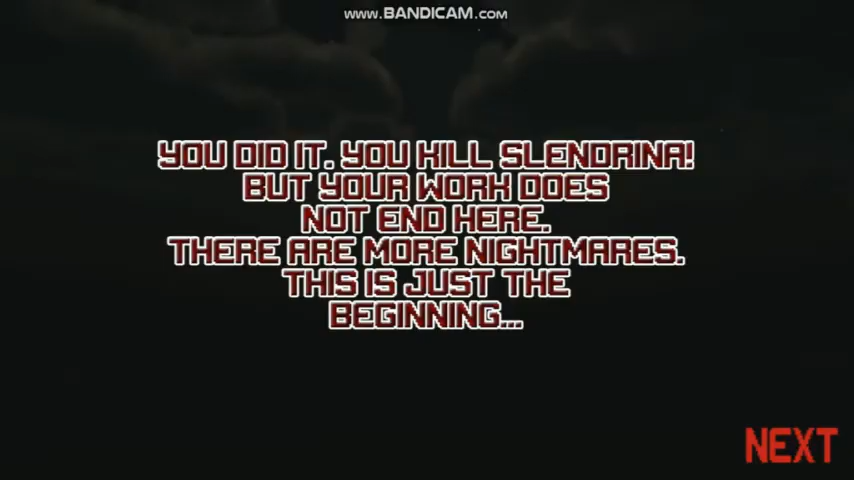 www.BANDICAM.com
YOU DID IT. YOU KILL SLENDRINA!
BUT YOUR WORK DOES
NOT END HERE.
THERE ARE MORE NIGHTMARES.
THIS IS JUST THE
BEGINNING...
NEXT